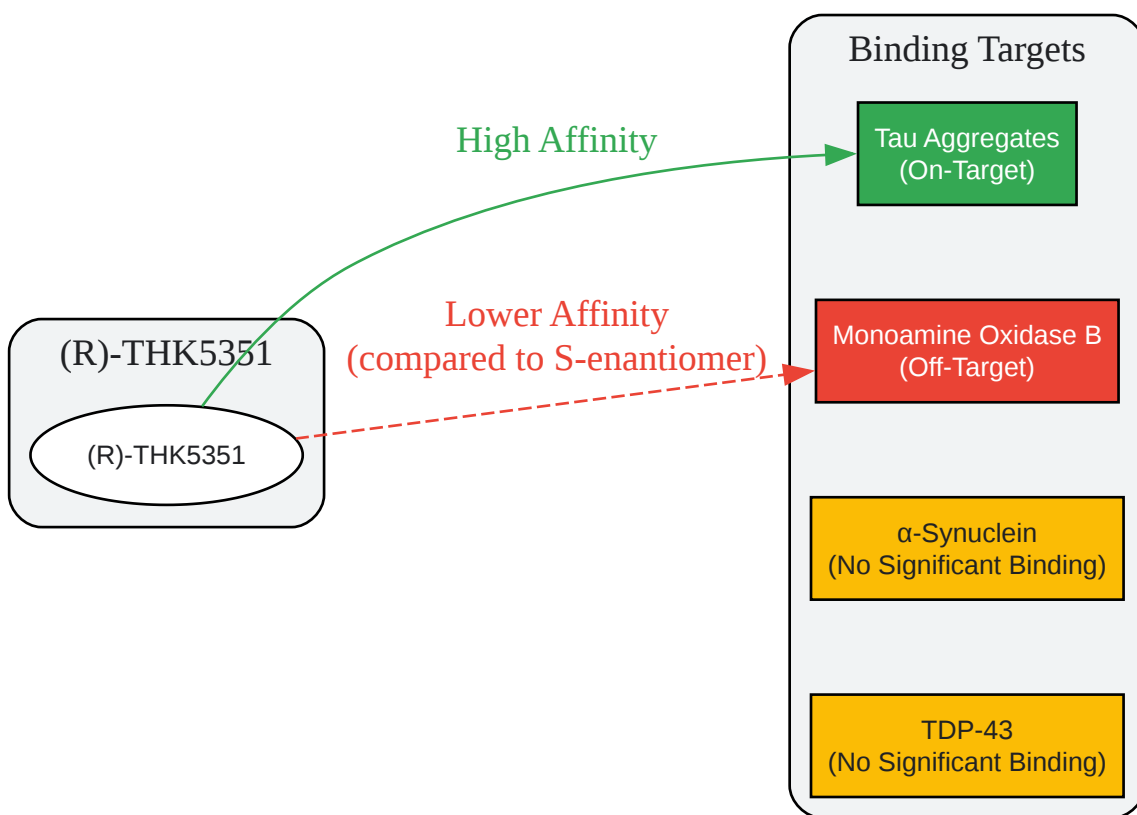 Binding Targets
High Affinity
Tau Aggregates
(On-Target)
Lower Affinity
(compared to S-enantiomer)
Monoamine Oxidase B
(Off-Target)
(R)-THK5351
(R)-THK5351
α-Synuclein
(No Significant Binding)
TDP-43
(No Significant Binding)